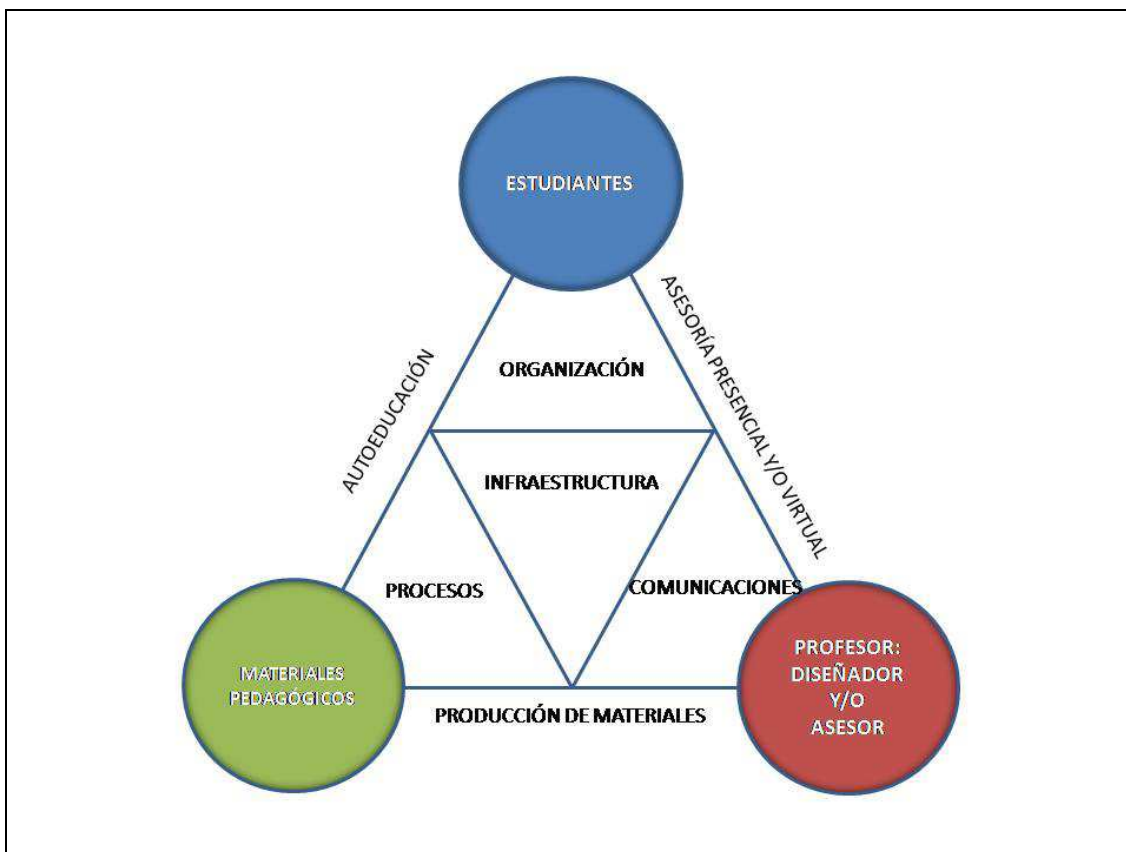 ESTUDIANTES
ASESORÍA PRESENCIAL Y/O VIRTUAL
AUTOEDUCACIÓN
ORGANIZACIÓN
INFRAESTRUCTURA
PROCESOS
COMUNICACIONES
MATERIALES
PEDAGÓGICOS
PROFESOR:
DISEÑADOR
Y/O
ASESOR
PRODUCCIÓN DE MATERIALES